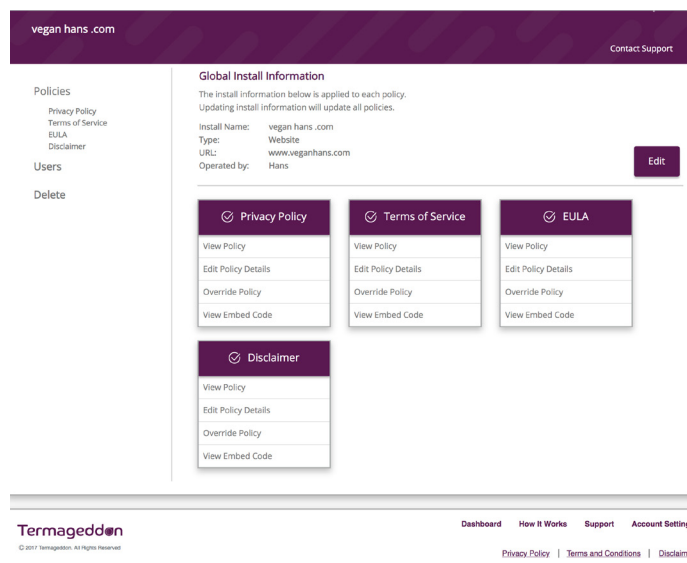 vegan hans .com
Contact Support
Policies
Privacy Policy
Terms of Service
EULA
Disclaimer
Users
Delete
Global Install Information
The install information below is applied to each policy.
Updating install information will update all policies.
Install Name: vegan hans .com
Type: Website
URL: www.veganhans.com
Operated by: Hans
Edit
Privacy Policy
View Policy
Edit Policy Details
Override Policy
View Embed Code
Terms of Service
View Policy
Edit Policy Details
Override Policy
View Embed Code
EULA
View Policy
Edit Policy Details
Override Policy
View Embed Code
Disclaimer
View Policy
Edit Policy Details
Override Policy
View Embed Code
Termageddon
© 2017 Termageddon. All Rights Reserved
Dashboard How It Works Support Account Setting
Privacy Policy | Terms and Conditions | Disclaim